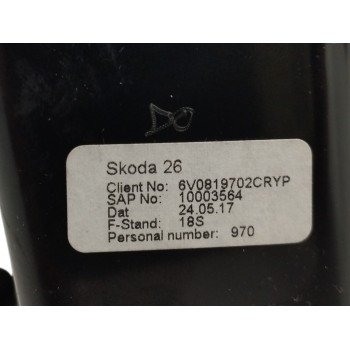 Skoda 26
Client No: 6V0819702CRYP
SAP No: 10003564
Dat 24.05.17
F-Stand: 18S
Personal number: 970